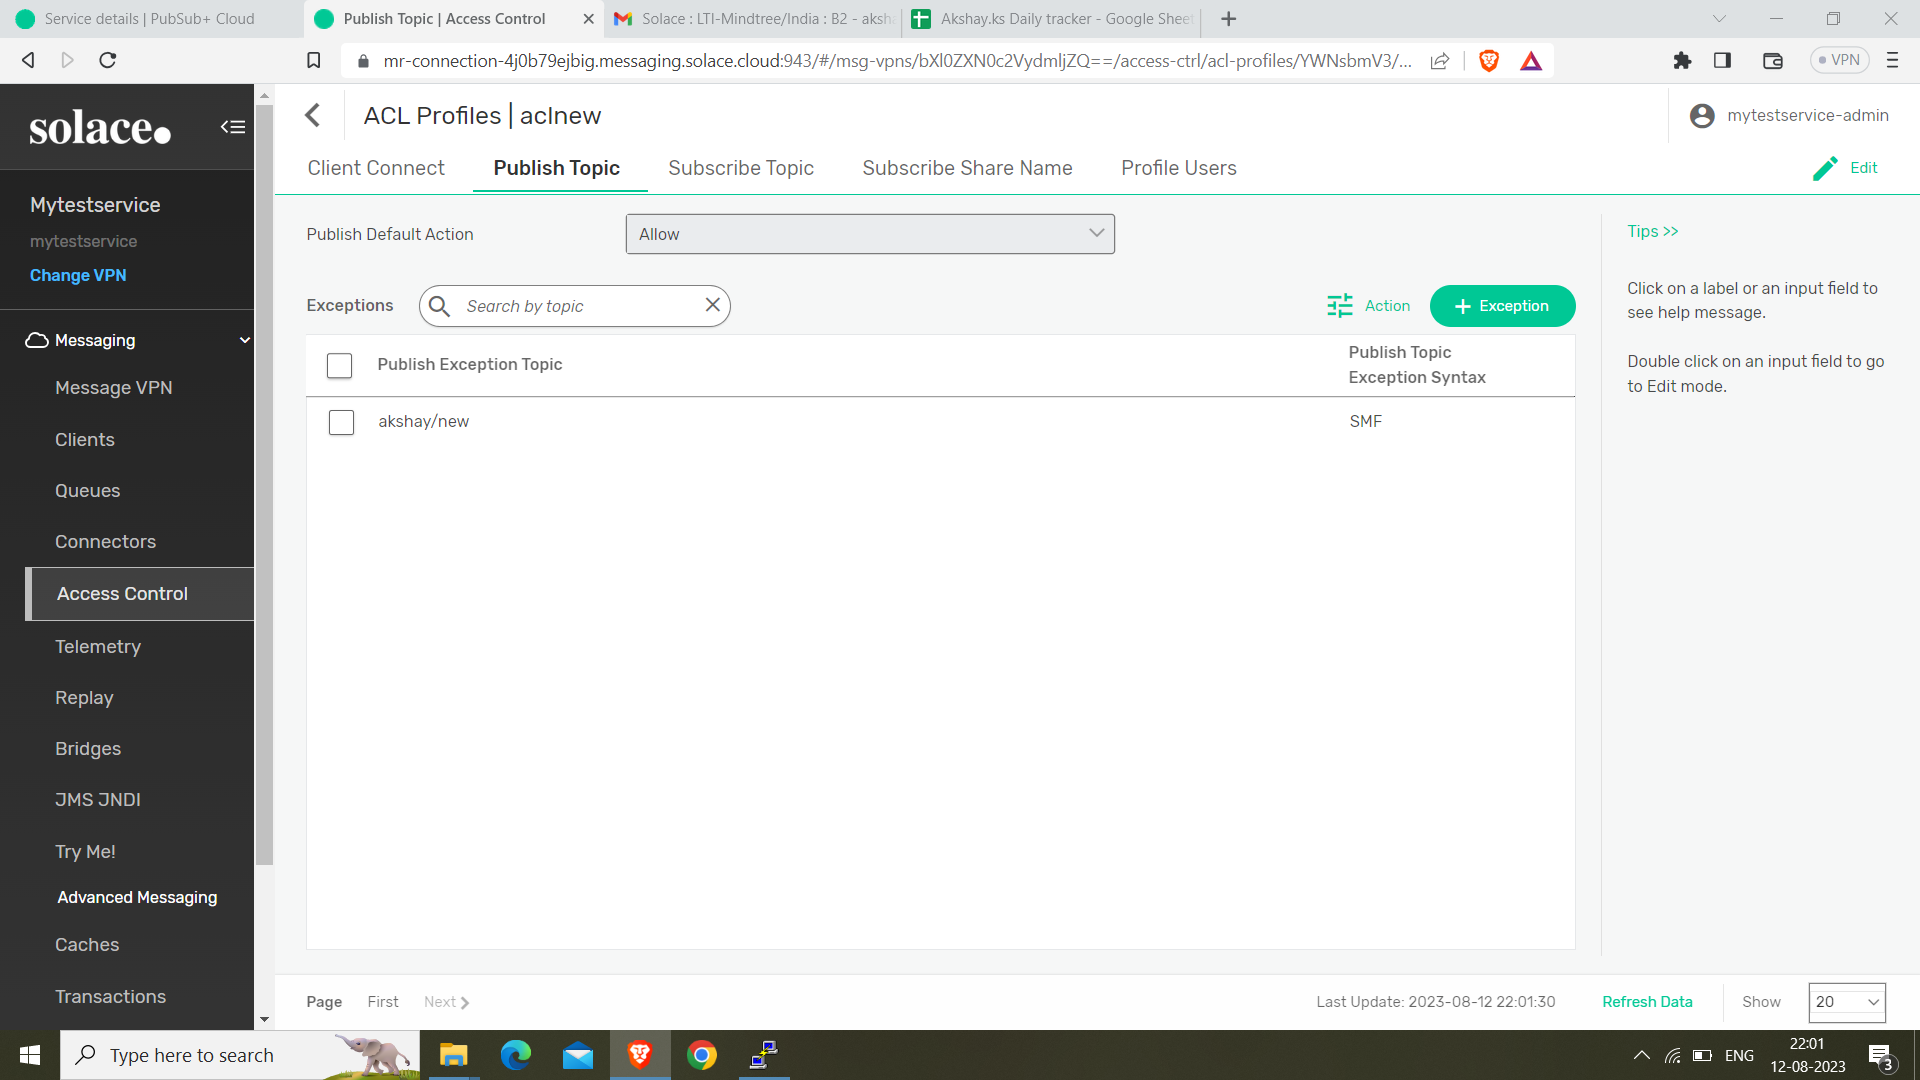 Service details | PubSub+ Cloud
Publish Topic | Access Control
Solace : LTI-Mindtree/India : B2 - aksh
Akshay.ks Daily tracker - Google Sheet
mr-connection-4j0b79ejbig.messaging.solace.cloud:943/#/msg-vpns/bXl0ZXN0c2VydmljZQ==/access-ctrl/acl-profiles/YWNsbmV3/...
VPN
solace.
ACL Profiles | aclnew
mytestservice-admin
Client Connect
Publish Topic
Subscribe Topic
Subscribe Share Name
Profile Users
Edit
Mytestservice
mytestservice
Change VPN
Messaging
Message VPN
Clients
Queues
Connectors
Access Control
Telemetry
Replay
Bridges
JMS JNDI
Try Me!
Advanced Messaging
Caches
Transactions
Publish Default Action
Allow
Exceptions
Search by topic
Action
+ Exception
Publish Exception Topic
Publish Topic
Exception Syntax
akshay/new
SMF
Tips >>
Click on a label or an input field to
see help message.
Double click on an input field to go
to Edit mode.
Page
First
Next
Last Update: 2023-08-12 22:01:30
Refresh Data
Show
20
Type here to search
ENG
22:01
12-08-2023
3